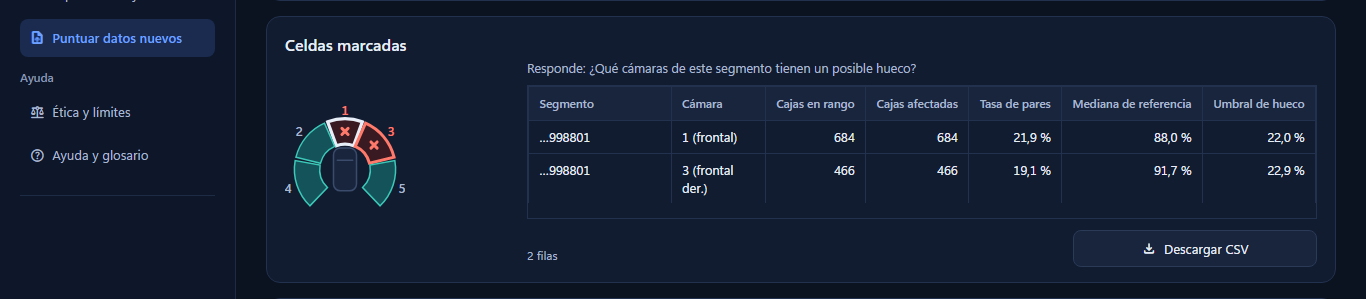 Puntuar datos nuevos
Ayuda
Ética y límites
Ayuda y glosario
Celdas marcadas
1
2
3
4
5
Responde: ¿Qué cámaras de este segmento tienen un posible hueco?
Segmento Cámara Cajas en rango Cajas afectadas Tasa de pares Mediana de referencia Umbral de hueco
...998801 1 (frontal) 684 684 21,9 % 88,0 % 22,0 %
...998801 3 (frontal der.) 466 466 19,1 % 91,7 % 22,9 %
2 filas
Descargar CSV